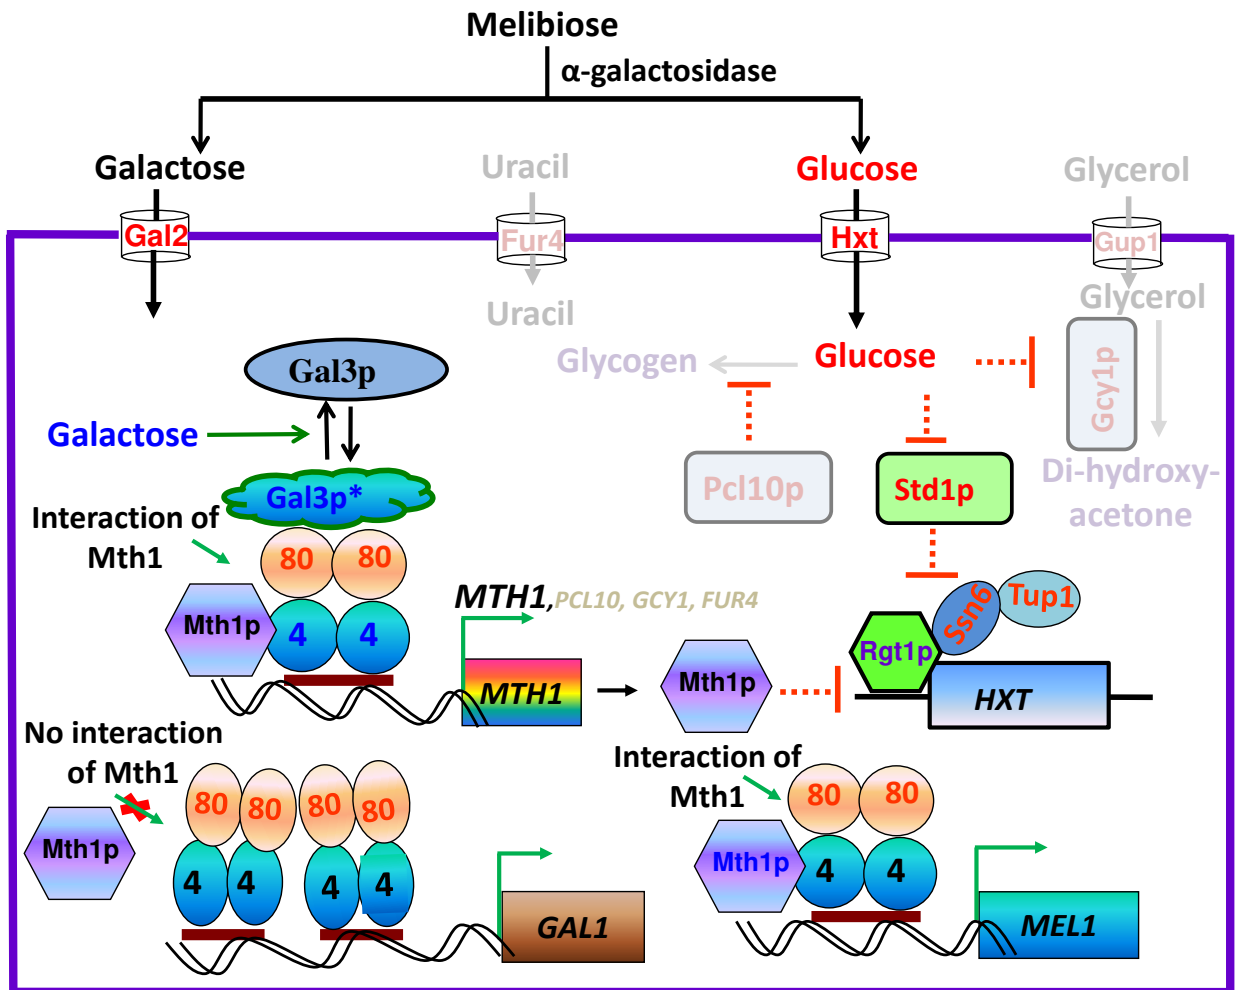 Melibiose
α-galactosidase
Galactose
Uracil
Glucose
Glycerol
Gal2
Fur4
Hxt
Gup1
Uracil
Glycerol
Glycogen
Glucose
Gal3p
Gcy1p
Galactose
Di-hydroxy-
acetone
Gal3p*
Pcl10p
Std1p
Interaction of
Mth1
80
80
Mth1p
4
4
MTH1, PCL10, GCY1, FUR4
MTH1
Mth1p
Rgt1p
Ssn6
Tup1
HXT
No interaction
of Mth1
Mth1p
80
80
80
80
4
4
4
4
GAL1
Interaction of
Mth1
80
80
Mth1p
4
4
MEL1